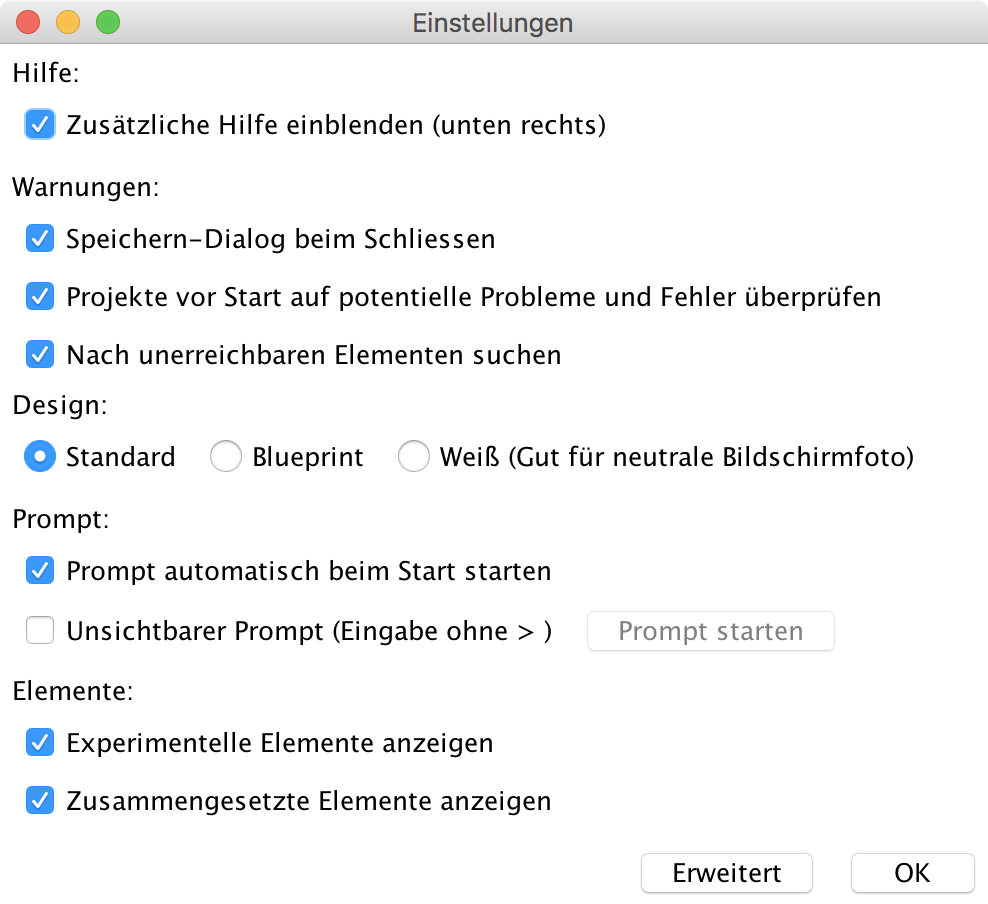 Einstellungen
Hilfe:
Zusätzliche Hilfe einblenden (unten rechts)
Warnungen:
Speichern-Dialog beim Schliessen
Projekte vor Start auf potentielle Probleme und Fehler überprüfen
Nach unerreichbaren Elementen suchen
Design:
Standard Blueprint Weiß (Gut für neutrale Bildschirmfoto)
Prompt:
Prompt automatisch beim Start starten
Unsichtbarer Prompt (Eingabe ohne > ) Prompt starten
Elemente:
Experimentelle Elemente anzeigen
Zusammengesetzte Elemente anzeigen
Erweitert OK